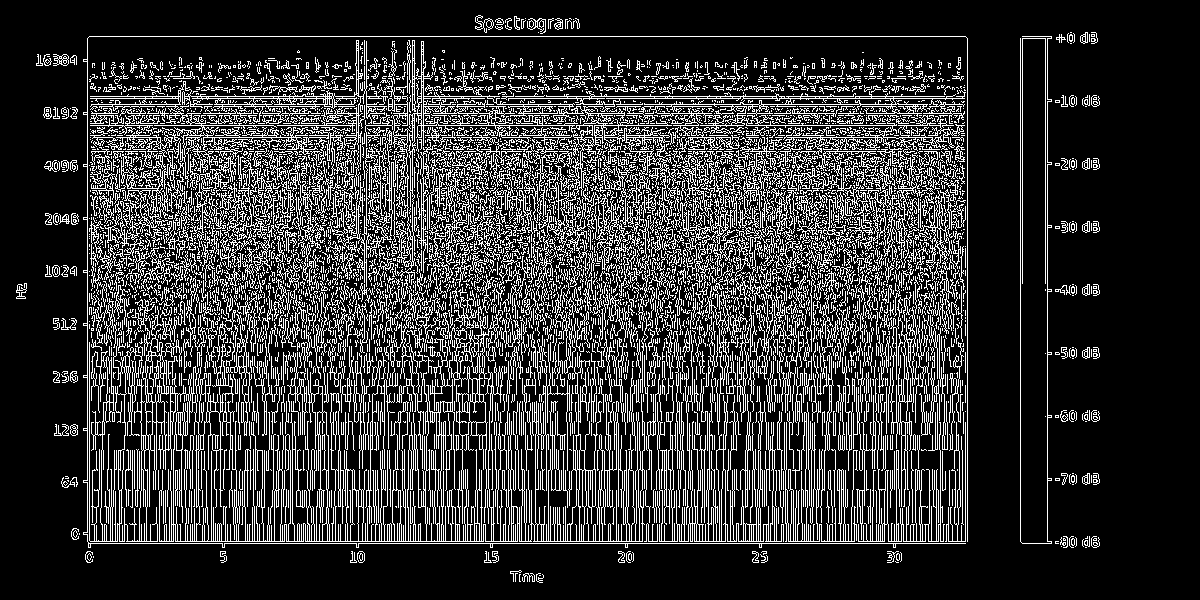 Spectrogram
16384
8192
4096
2048
1024
512
256
128
64
0
Hz
0 5 10 15 20 25 30
Time
+0 dB
-10 dB
-20 dB
-30 dB
-40 dB
-50 dB
-60 dB
-70 dB
-80 dB